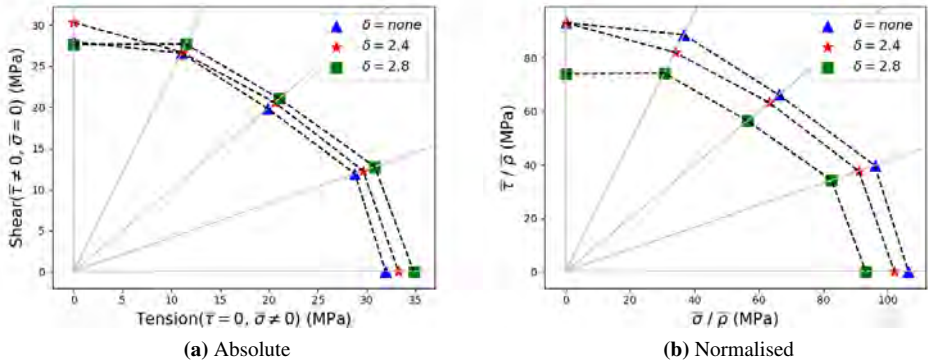 δ = none
δ = 2.4
δ = 2.8
Shear(τ̅ ≠ 0, σ̅ = 0) (MPa)
30
25
20
15
10
5
0
0 5 10 15 20 25 30 35
Tension(τ̅ = 0, σ̅ ≠ 0) (MPa)
(a) Absolute
δ = none
δ = 2.4
δ = 2.8
τ̅ / ρ̅ (MPa)
80
60
40
20
0
0 20 40 60 80 100
σ̅ / ρ̅ (MPa)
(b) Normalised